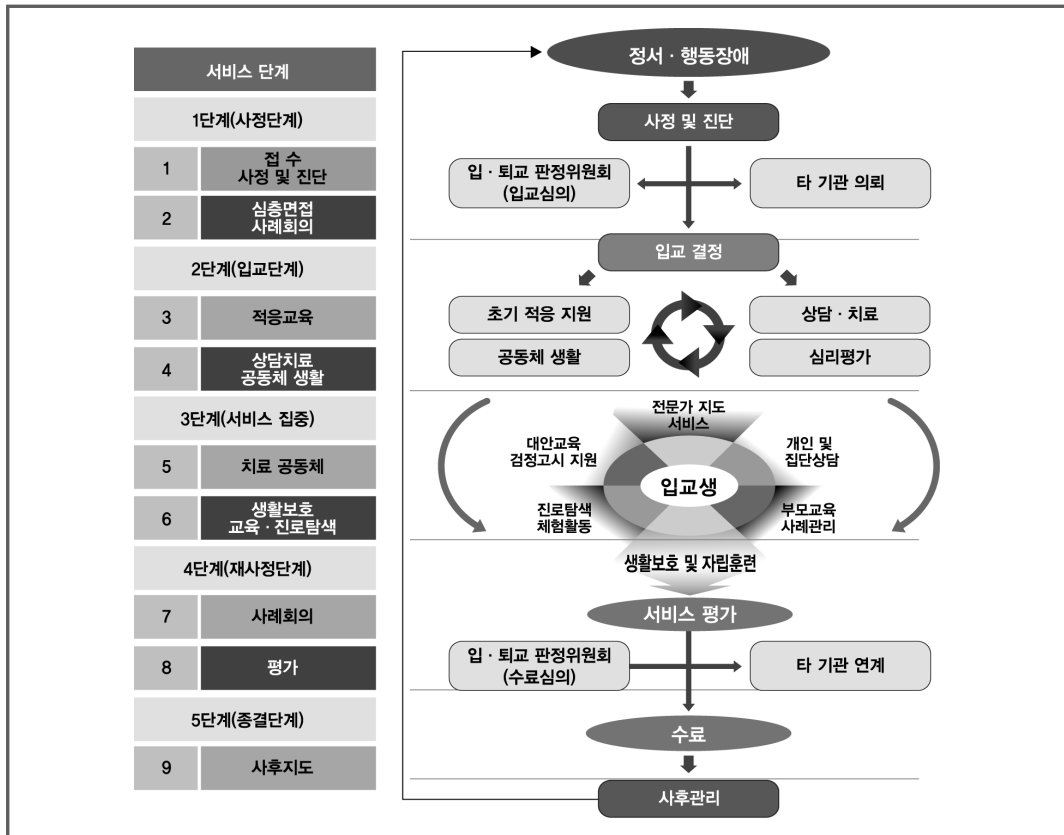 서비스 단계
1단계(사정단계)
1
접 수
사정 및 진단
2
심층면접
사례회의
2단계(입교단계)
3
적응교육
4
상담치료
공동체 생활
3단계(서비스 집중)
5
치료 공동체
6
생활보호
교육 · 진로탐색
4단계(재사정단계)
7
사례회의
8
평가
5단계(종결단계)
9
사후지도
정서 · 행동장애
사정 및 진단
입 · 퇴교 판정위원회
(입교심의)
타 기관 의뢰
입교 결정
초기 적응 지원
상담 · 치료
공동체 생활
심리평가
전문가 지도
서비스
대안교육
검정고시 지원
개인 및
집단상담
입교생
진로탐색
체험활동
부모교육
사례관리
생활보호 및 자립훈련
서비스 평가
입 · 퇴교 판정위원회
(수료심의)
타 기관 연계
수료
사후관리